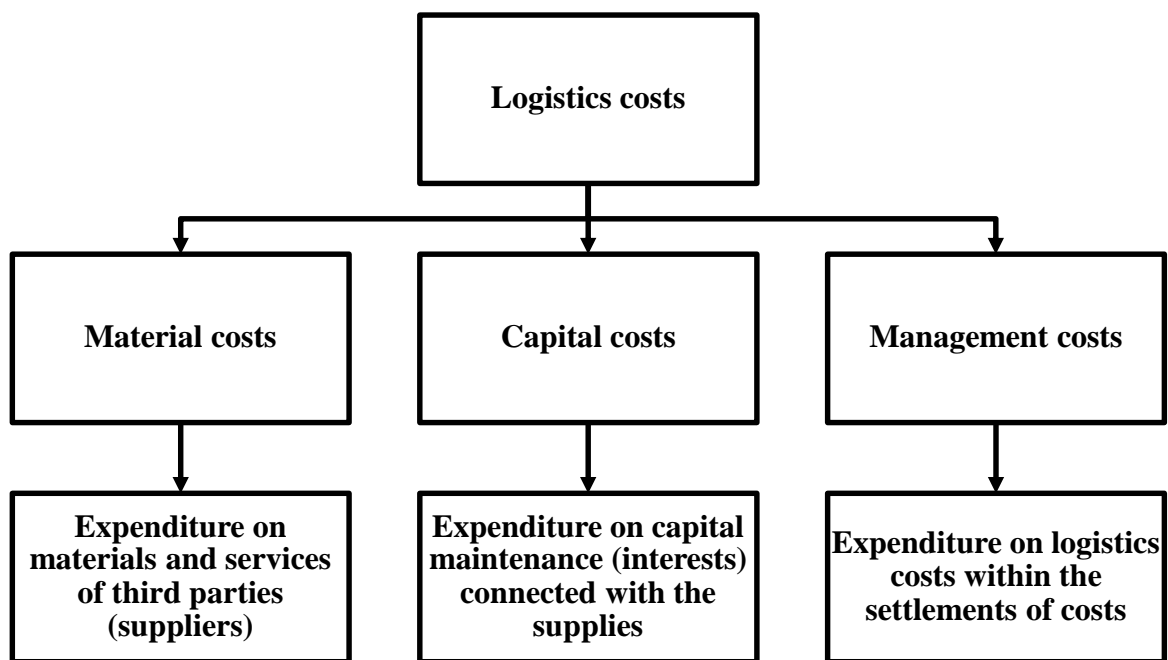 Logistics costs
Material costs
Capital costs
Management costs
Expenditure on
materials and services
of third parties
(suppliers)
Expenditure on capital
maintenance (interests)
connected with the
supplies
Expenditure on logistics
costs within the
settlements of costs